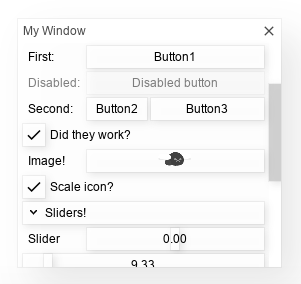 My Window
First: Button1
Disabled: Disabled button
Second: Button2 Button3
Did they work?
Image!
Scale icon?
Sliders!
Slider 0.00
9.33